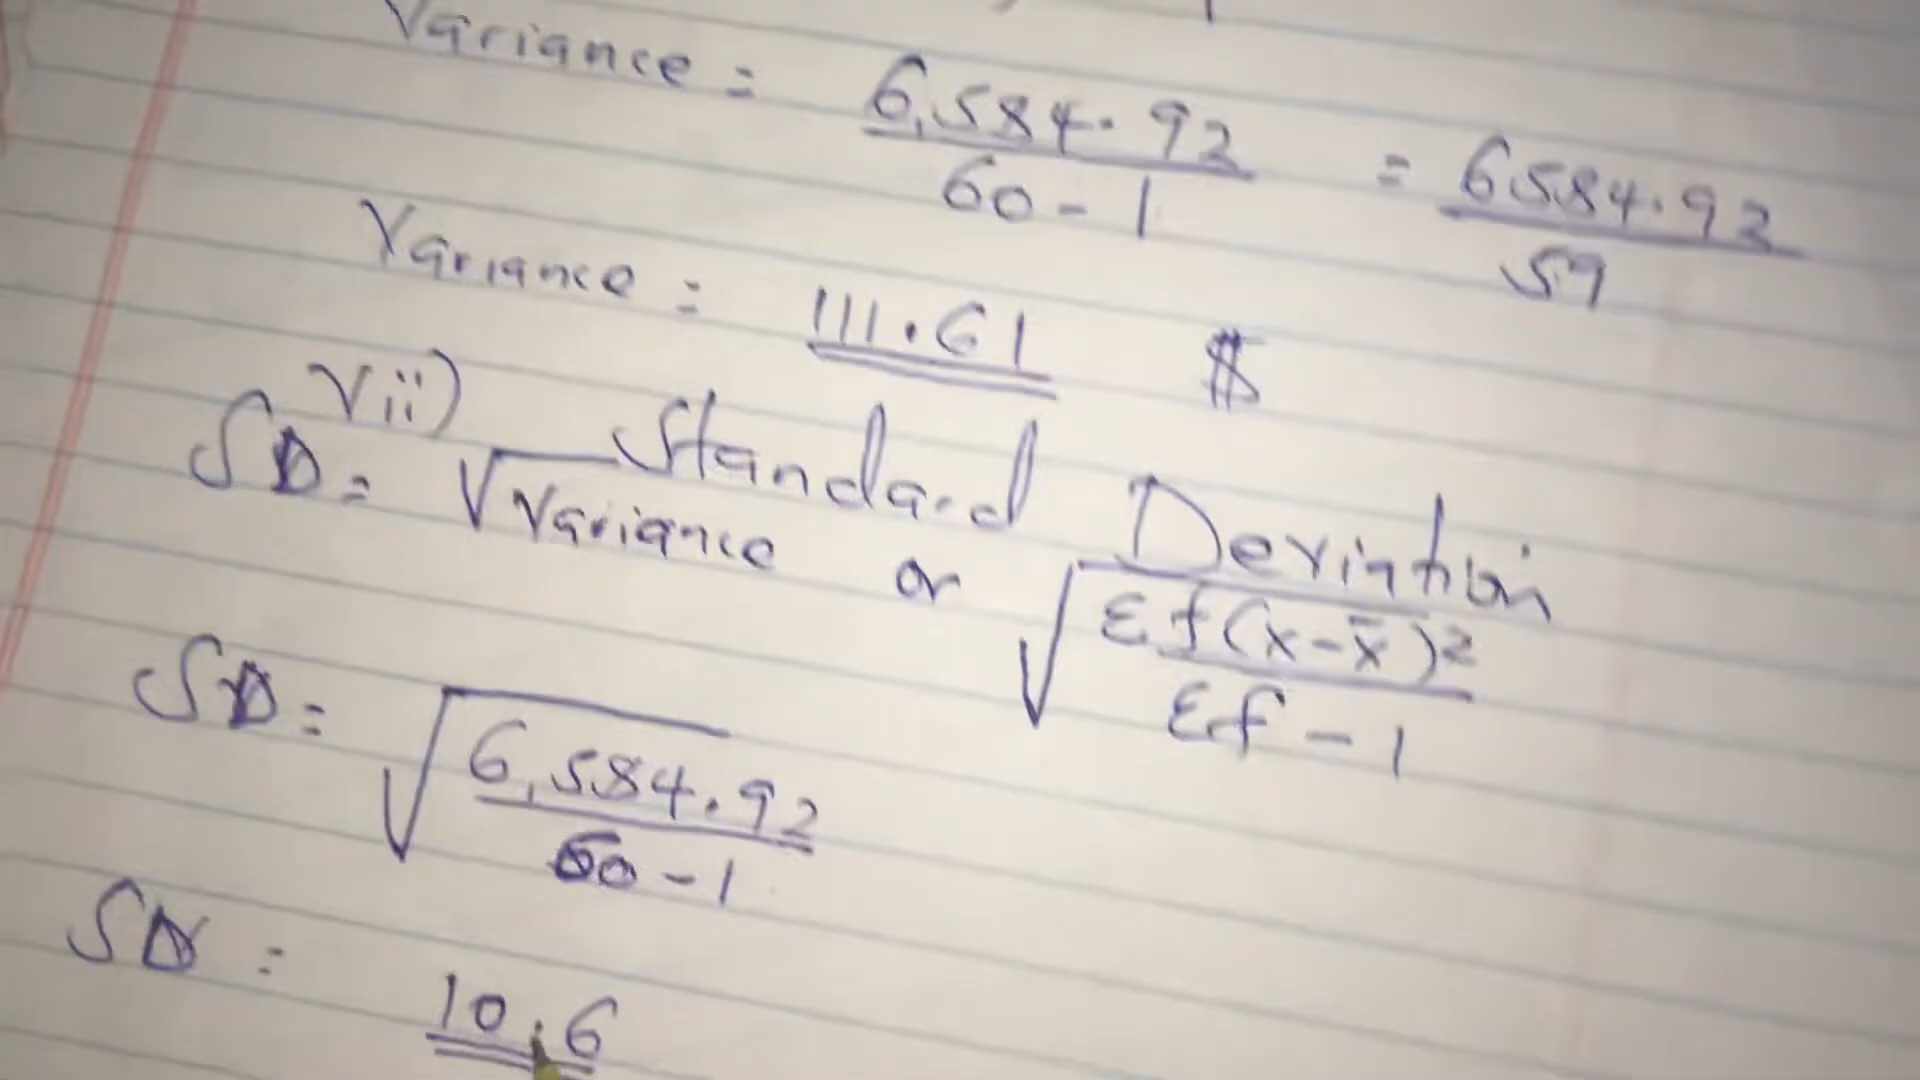 Variance = 6,584.92 / 60 - 1 = 6584.92 / 59
Variance = 111.61
Vii) Standard Deviation
SD = √Variance or √Σf(x-x̄)² / Σf - 1
SD = √6,584.92 / 60 - 1
SD = 10.6